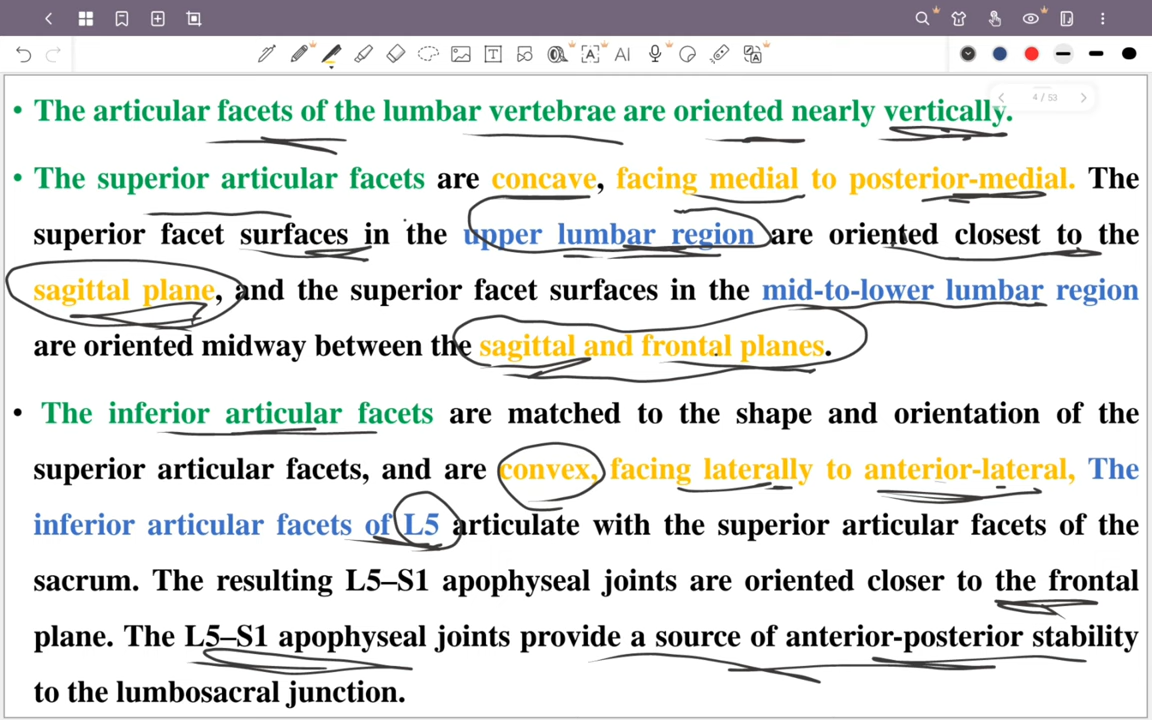 AI
4 / 53
• The articular facets of the lumbar vertebrae are oriented nearly vertically.
• The superior articular facets are concave, facing medial to posterior-medial. The
superior facet surfaces in the upper lumbar region are oriented closest to the
sagittal plane, and the superior facet surfaces in the mid-to-lower lumbar region
are oriented midway between the sagittal and frontal planes.
• The inferior articular facets are matched to the shape and orientation of the
superior articular facets, and are convex, facing laterally to anterior-lateral, The
inferior articular facets of L5 articulate with the superior articular facets of the
sacrum. The resulting L5–S1 apophyseal joints are oriented closer to the frontal
plane. The L5–S1 apophyseal joints provide a source of anterior-posterior stability
to the lumbosacral junction.